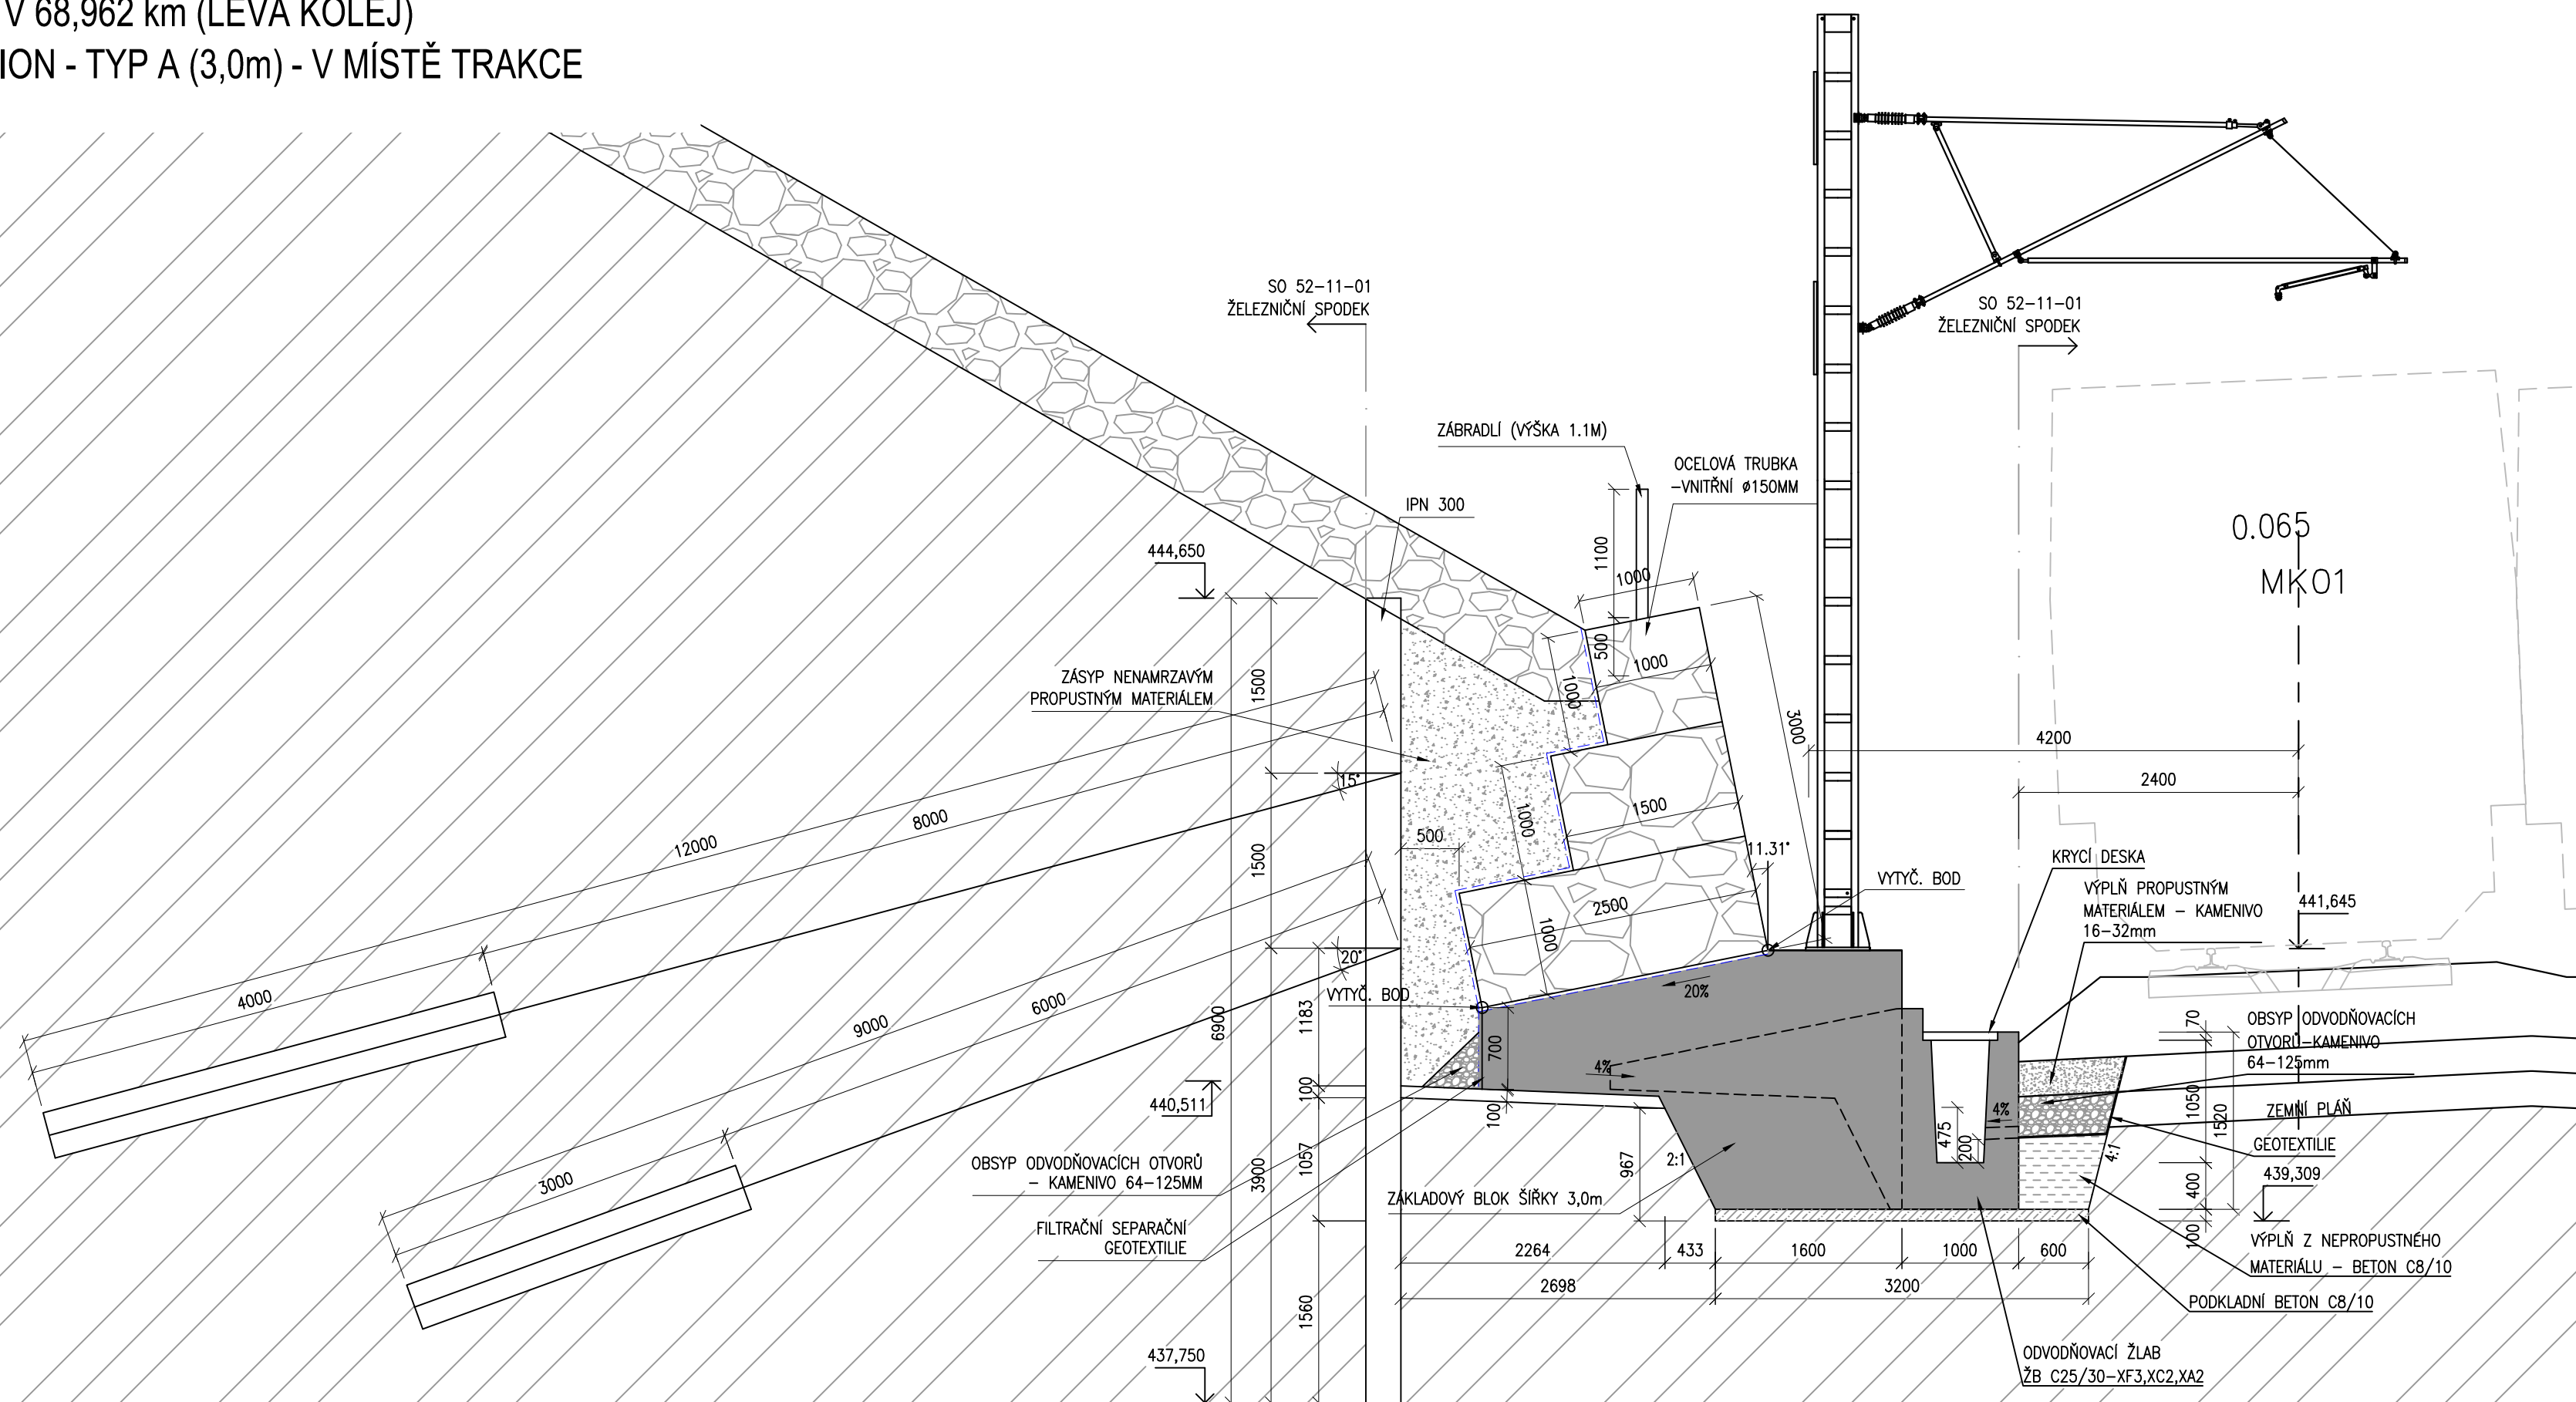 V 68,962 km (LEVÁ KOLEJ)
ION - TYP A (3,0m) - V MÍSTĚ TRAKCE
SO 52-11-01
ŽELEZNIČNÍ SPODEK
SO 52-11-01
ŽELEZNIČNÍ SPODEK
ZÁBRADLÍ (VÝŠKA 1.1M)
OCELOVÁ TRUBKA
-VNITŘNÍ ø150MM
IPN 300
0.065
MK01
444,650
1100
1000
500
1000
1000
3000
ZÁSYP NENAMRZAVÝM
PROPUSTNÝM MATERIÁLEM
1500
15°
4200
2400
8000
12000
1500
500
1000
1500
11.31°
VYTYČ. BOD
KRYCÍ DESKA
VÝPLŇ PROPUSTNÝM
MATERIÁLEM - KAMENIVO
16-32mm
441,645
2500
1000
20°
4000
9000
6000
6900
1183
VYTYČ. BOD
20%
700
4%
70
OBSYP ODVODŇOVACÍCH
OTVORŮ-KAMENIVO
64-125mm
440,511
100
100
1050
1520
4%
ZEMNÍ PLÁŇ
475
200
GEOTEXTILIE
4:1
3000
OBSYP ODVODŇOVACÍCH OTVORŮ
- KAMENIVO 64-125MM
3900
1057
967
2:1
ZÁKLADOVÝ BLOK ŠÍŘKY 3,0m
400
439,309
100
FILTRAČNÍ SEPARAČNÍ
GEOTEXTILIE
2264
433
1600
1000
600
VÝPLŇ Z NEPROPUSTNÉHO
MATERIÁLU - BETON C8/10
2698
3200
PODKLADNÍ BETON C8/10
1560
437,750
ODVODŇOVACÍ ŽLAB
ŽB C25/30-XF3,XC2,XA2